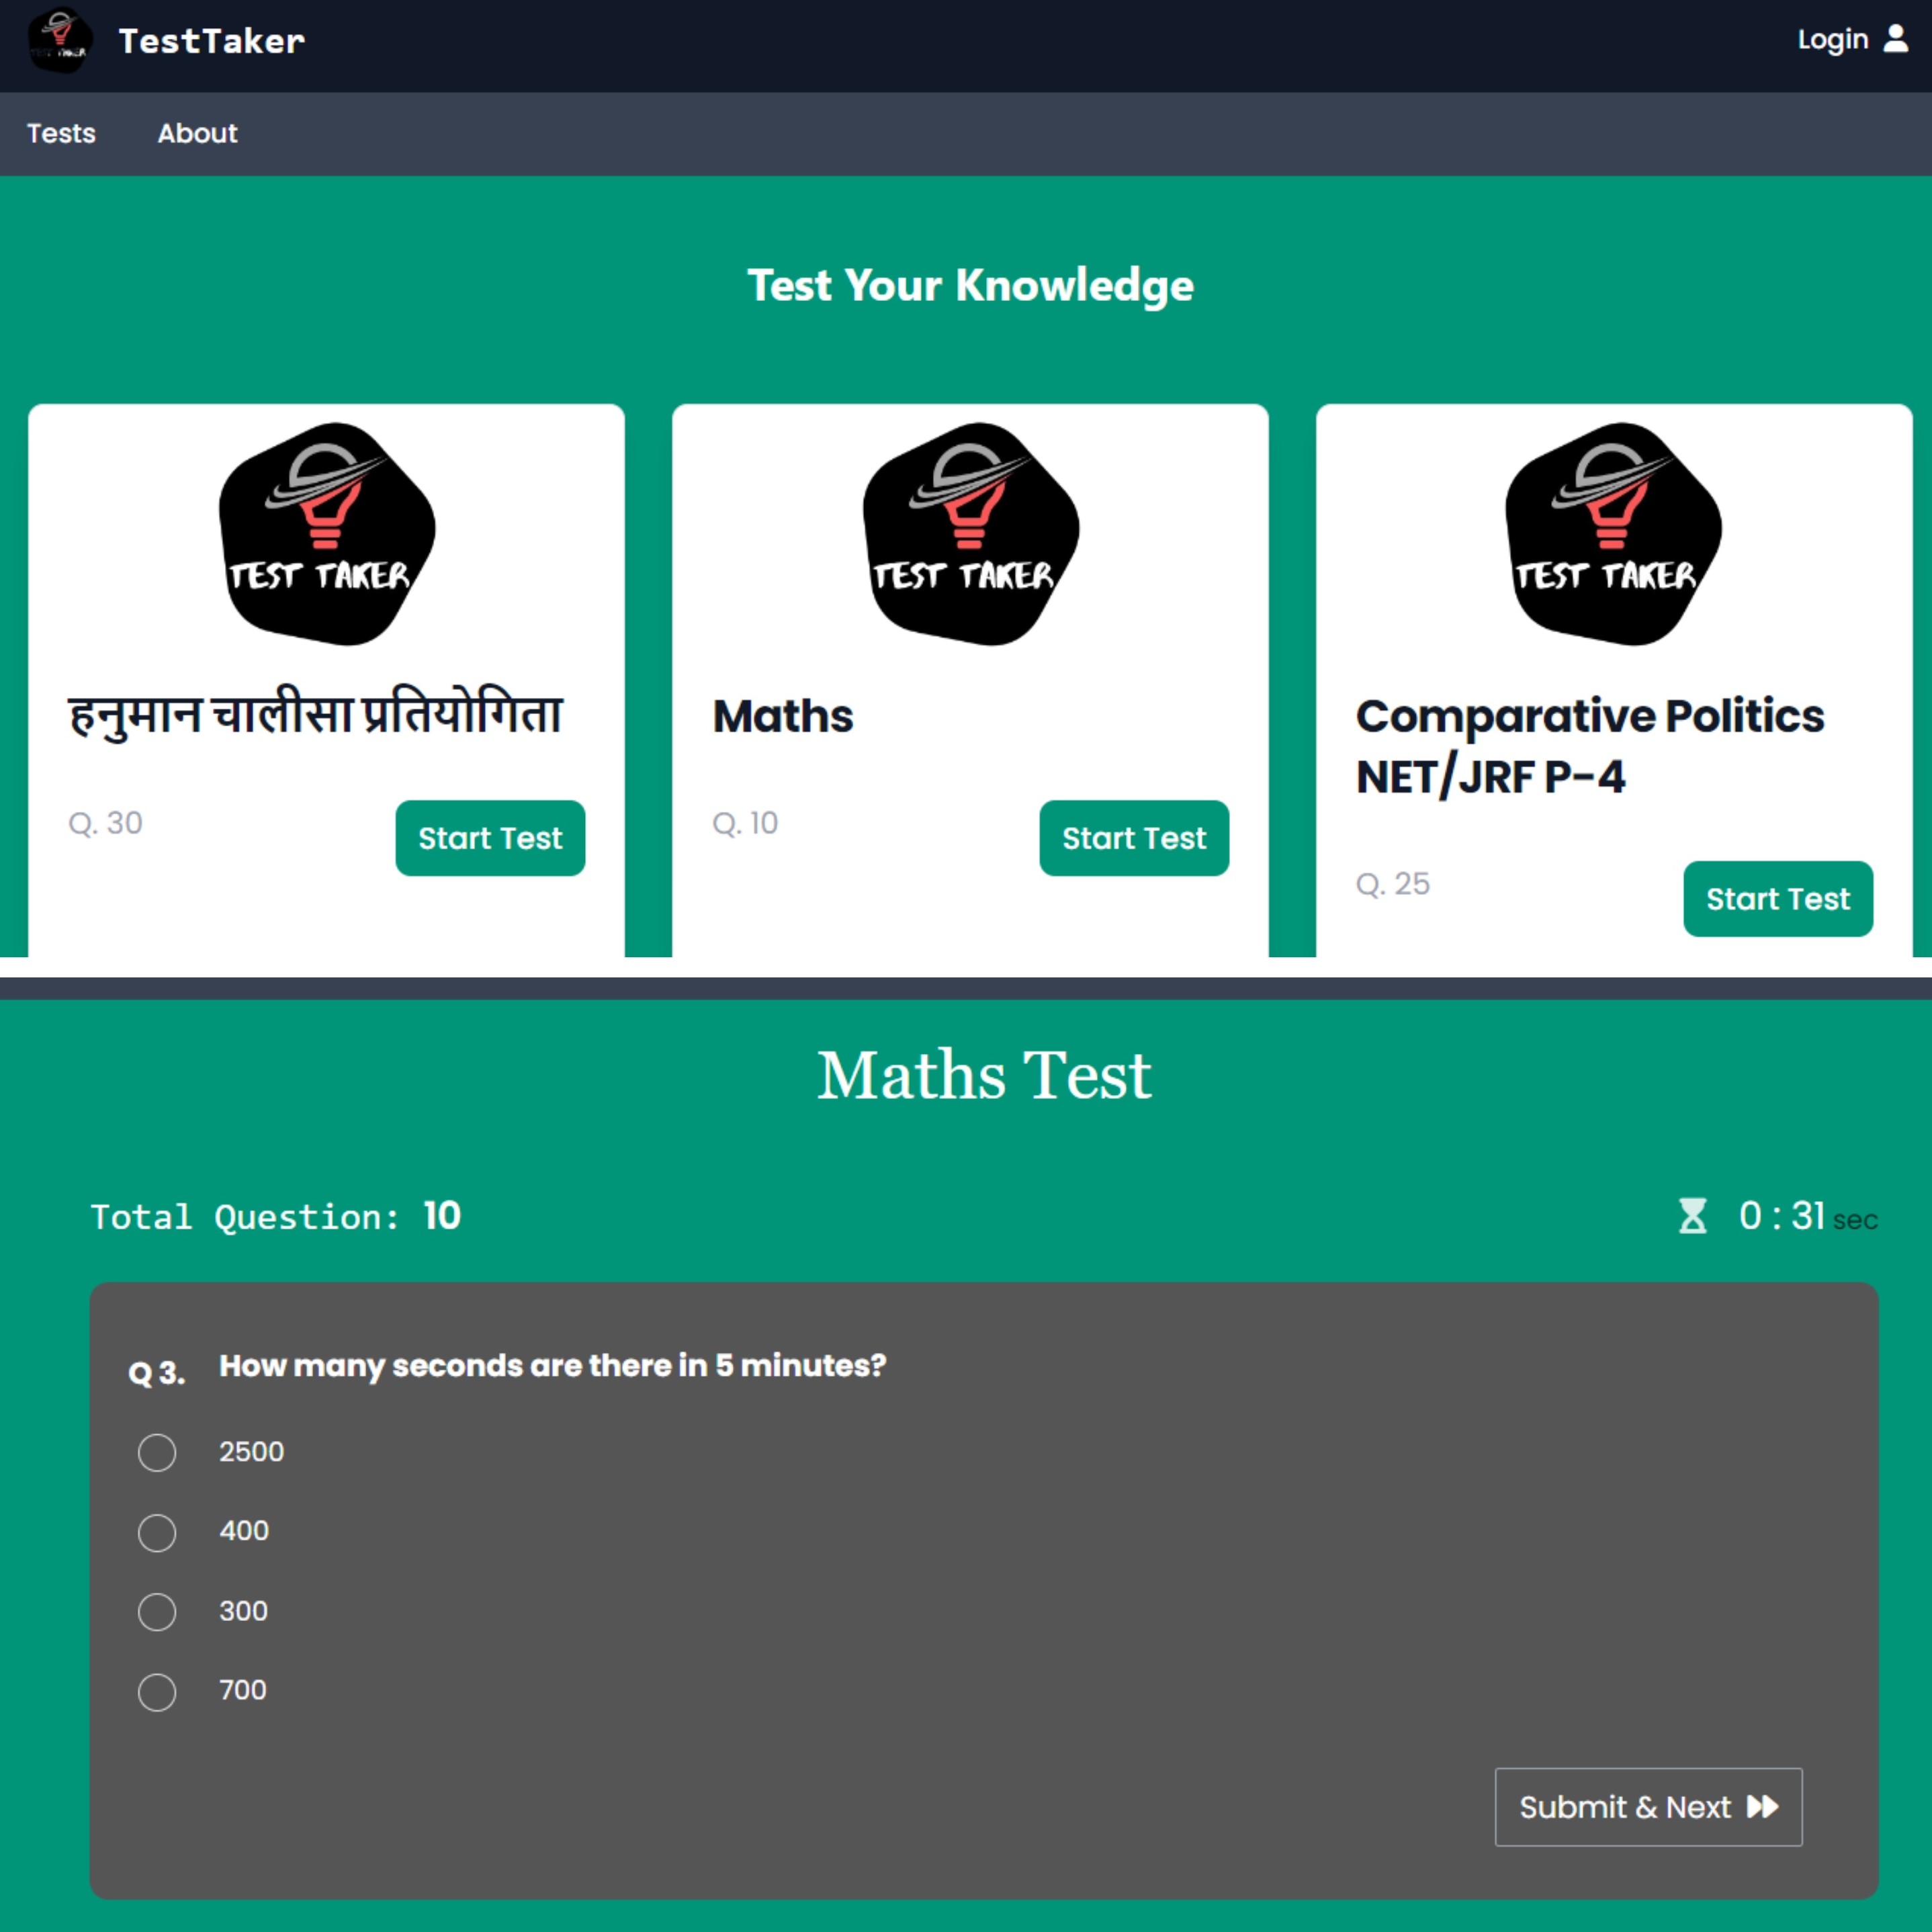 TestTaker
Login
Tests
About
Test Your Knowledge
TEST TAKER
TEST TAKER
TEST TAKER
हनुमान चालीसा प्रतियोगिता
Q. 30
Start Test
Maths
Q. 10
Start Test
Comparative Politics
NET/JRF P-4
Q. 25
Start Test
Maths Test
Total Question: 10
0 : 31 sec
Q 3. How many seconds are there in 5 minutes?
2500
400
300
700
Submit & Next